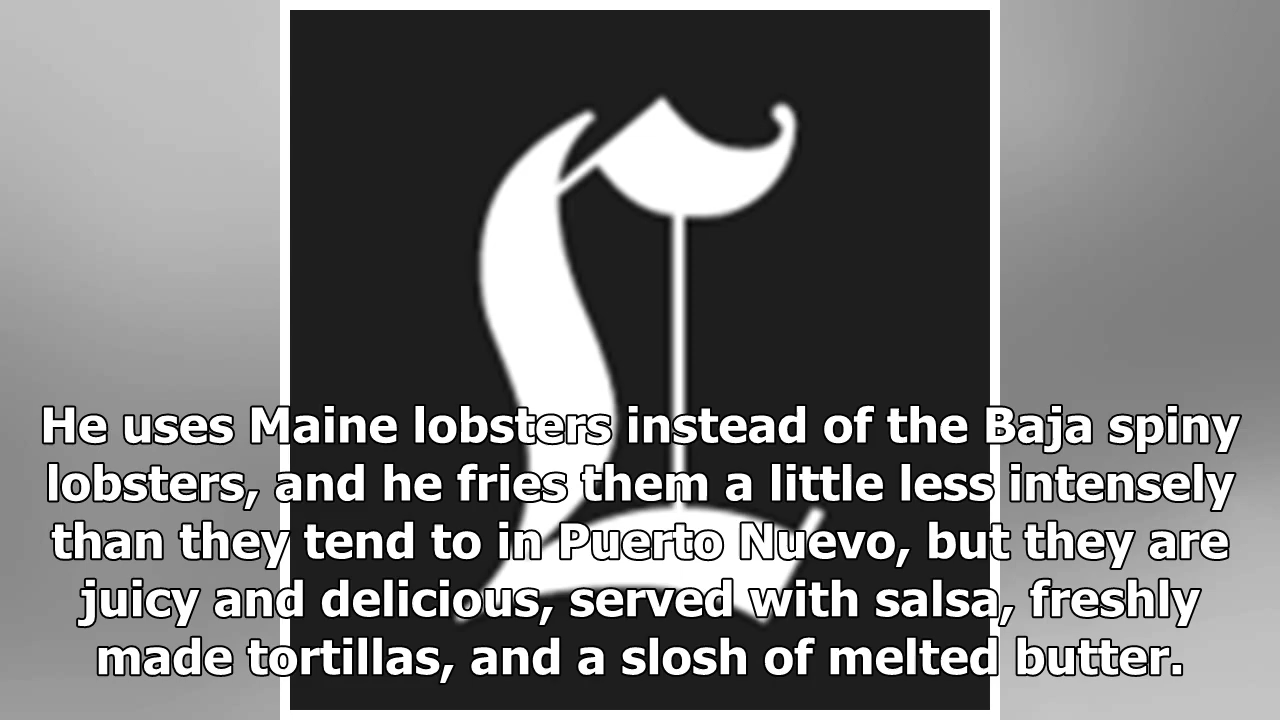 He uses Maine lobsters instead of the Baja spiny
lobsters, and he fries them a little less intensely
than they tend to in Puerto Nuevo, but they are
juicy and delicious, served with salsa, freshly
made tortillas, and a slosh of melted butter.